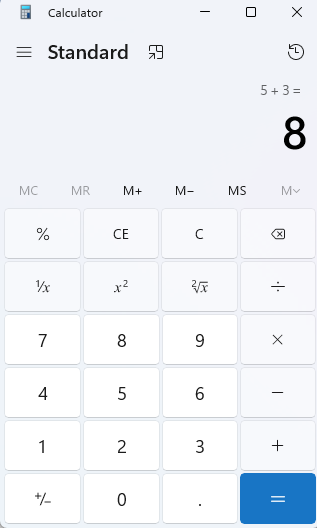 Calculator
Standard
5 + 3 =
8
MC MR M+ M− MS M
% CE C
¹⁄x x² ²√x ÷
7 8 9 ×
4 5 6 −
1 2 3 +
+/− 0 . =